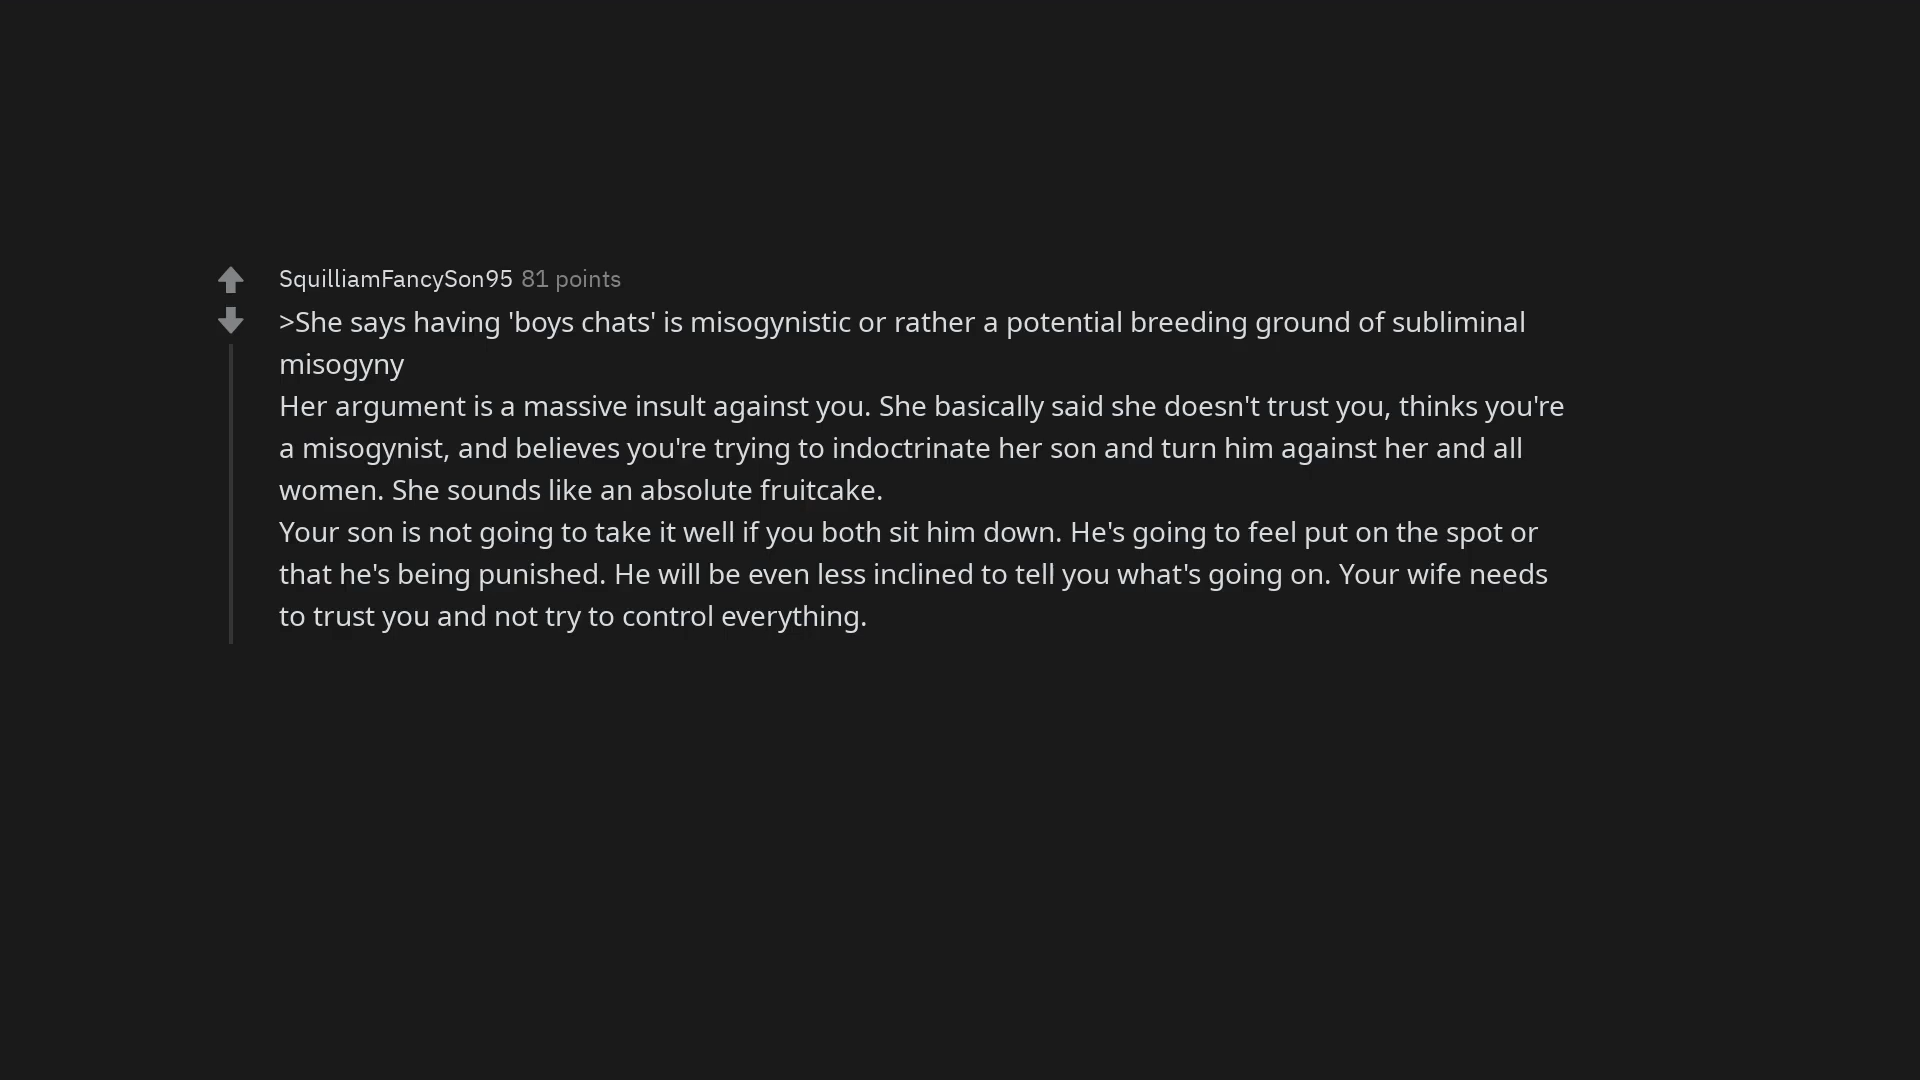 SquilliamFancySon95 81 points
>She says having 'boys chats' is misogynistic or rather a potential breeding ground of subliminal
misogyny
Her argument is a massive insult against you. She basically said she doesn't trust you, thinks you're
a misogynist, and believes you're trying to indoctrinate her son and turn him against her and all
women. She sounds like an absolute fruitcake.
Your son is not going to take it well if you both sit him down. He's going to feel put on the spot or
that he's being punished. He will be even less inclined to tell you what's going on. Your wife needs
to trust you and not try to control everything.